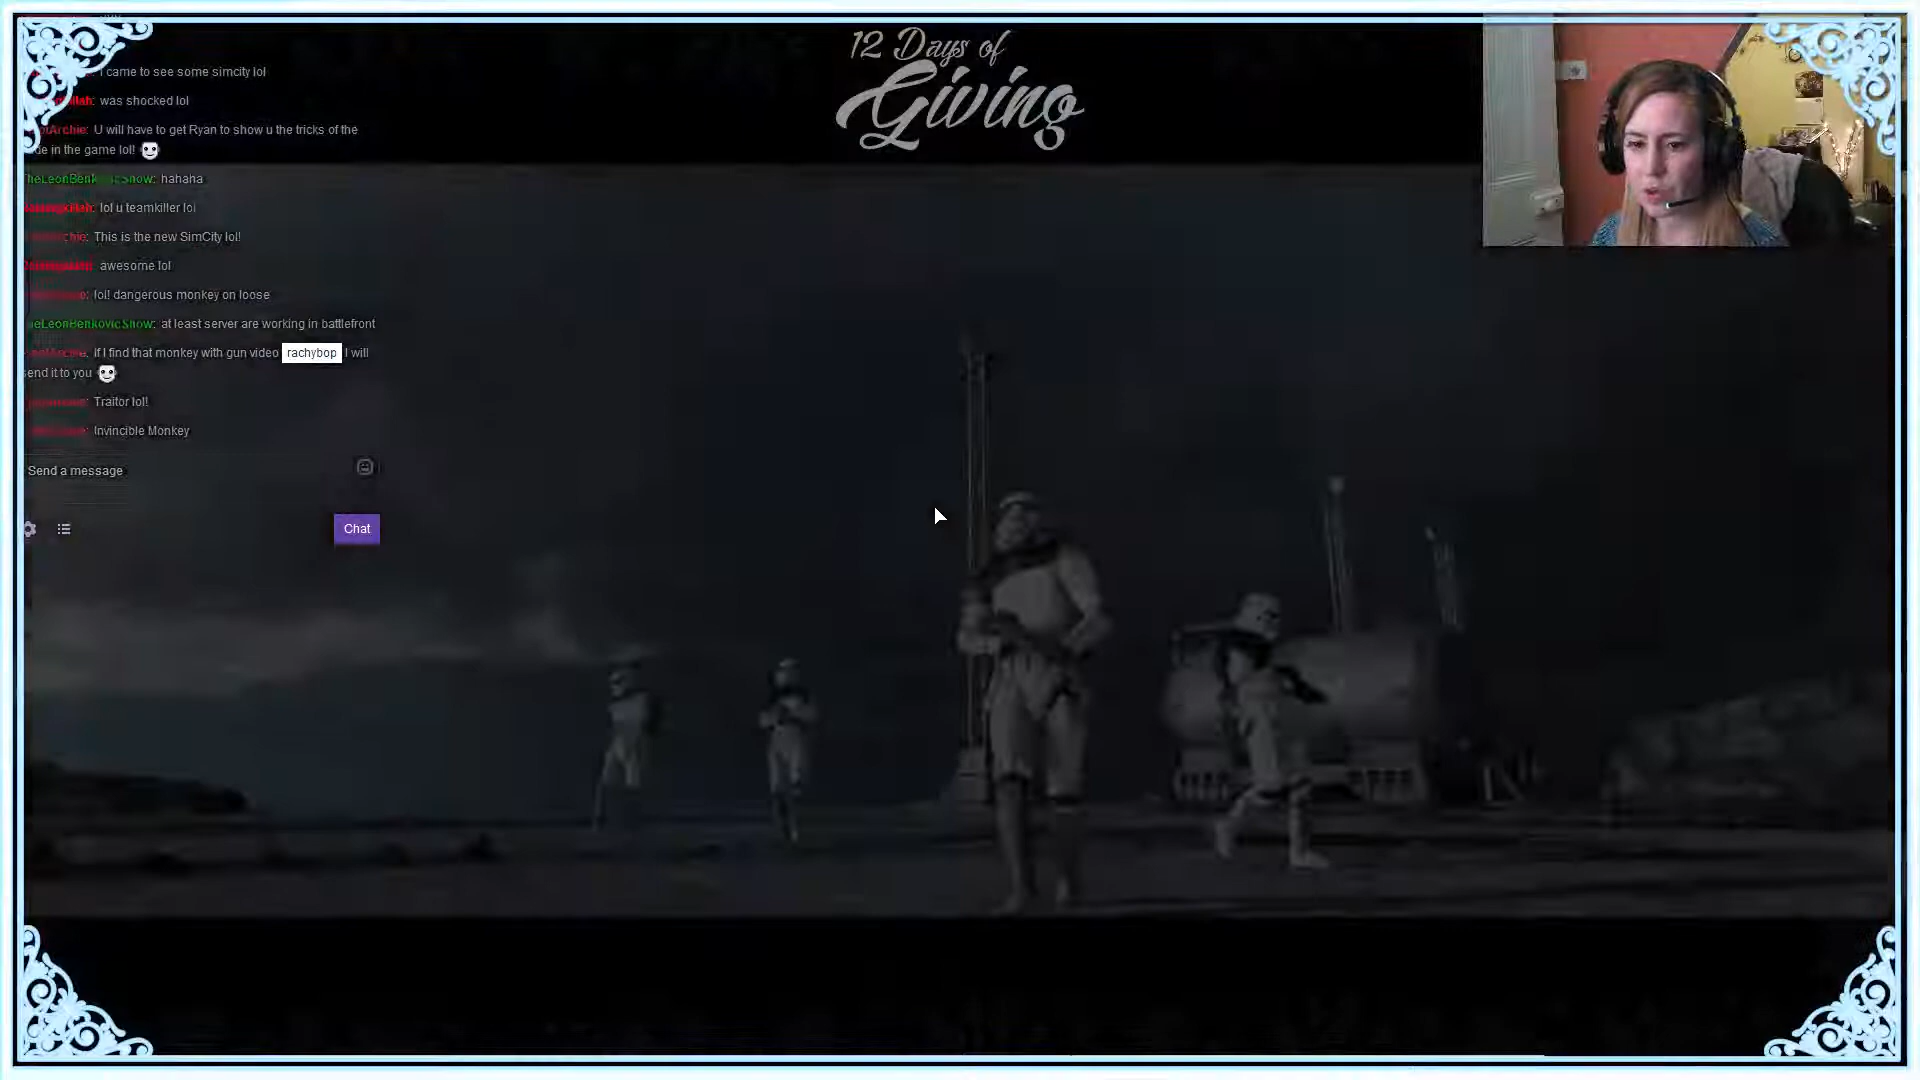 12 Days of
Giving
I came to see some simcity lol
was shocked lol
Archie: U will have to get Ryan to show u the tricks of the
in the game lol!
hahana
lol u teamkiller lol
This is the new SimCity lol!
awesome lol
lol! dangerous monkey on loose
at least server are working in battlefront
if I find that monkey with gun video rachybop I will
send it to you
Traitor lol!
Invincible Monkey
Send a message
Chat